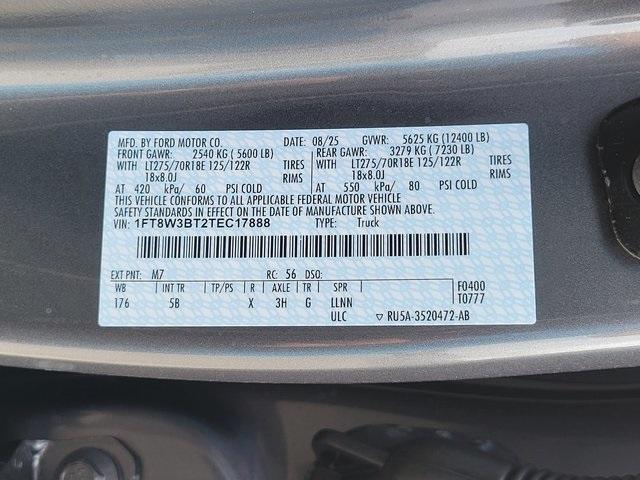 MFD. BY FORD MOTOR CO. DATE: 08/25 GVWR: 5625 KG (12400 LB)
FRONT GAWR: 2540 KG ( 5600 LB) REAR GAWR: 3279 KG ( 7230 LB)
WITH LT275/70R18E 125/122R TIRES WITH LT275/70R18E 125/122R TIRES
18x8.0J RIMS 18x8.0J RIMS
AT 420 kPa/ 60 PSI COLD AT 550 kPa/ 80 PSI COLD
THIS VEHICLE CONFORMS TO ALL APPLICABLE FEDERAL MOTOR VEHICLE
SAFETY STANDARDS IN EFFECT ON THE DATE OF MANUFACTURE SHOWN ABOVE.
VIN: 1FT8W3BT2TEC17888 TYPE: Truck
EXT PNT: M7 RC: 56 DSO:
WB INT TR TP/PS R AXLE TR SPR F0400
176 5B X 3H G LLNN T0777
ULC ▽ RU5A-3520472-AB